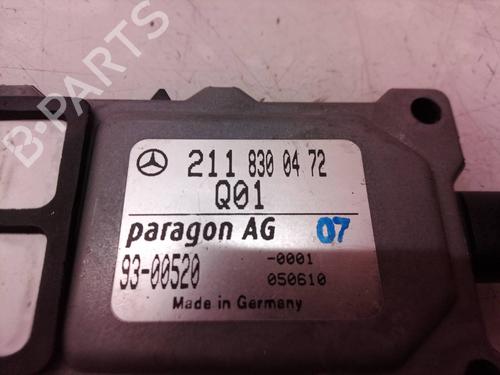 B-PARTS
211 830 04 72
Q01
paragon AG 07
93-00520 -0001
050610
Made in Germany